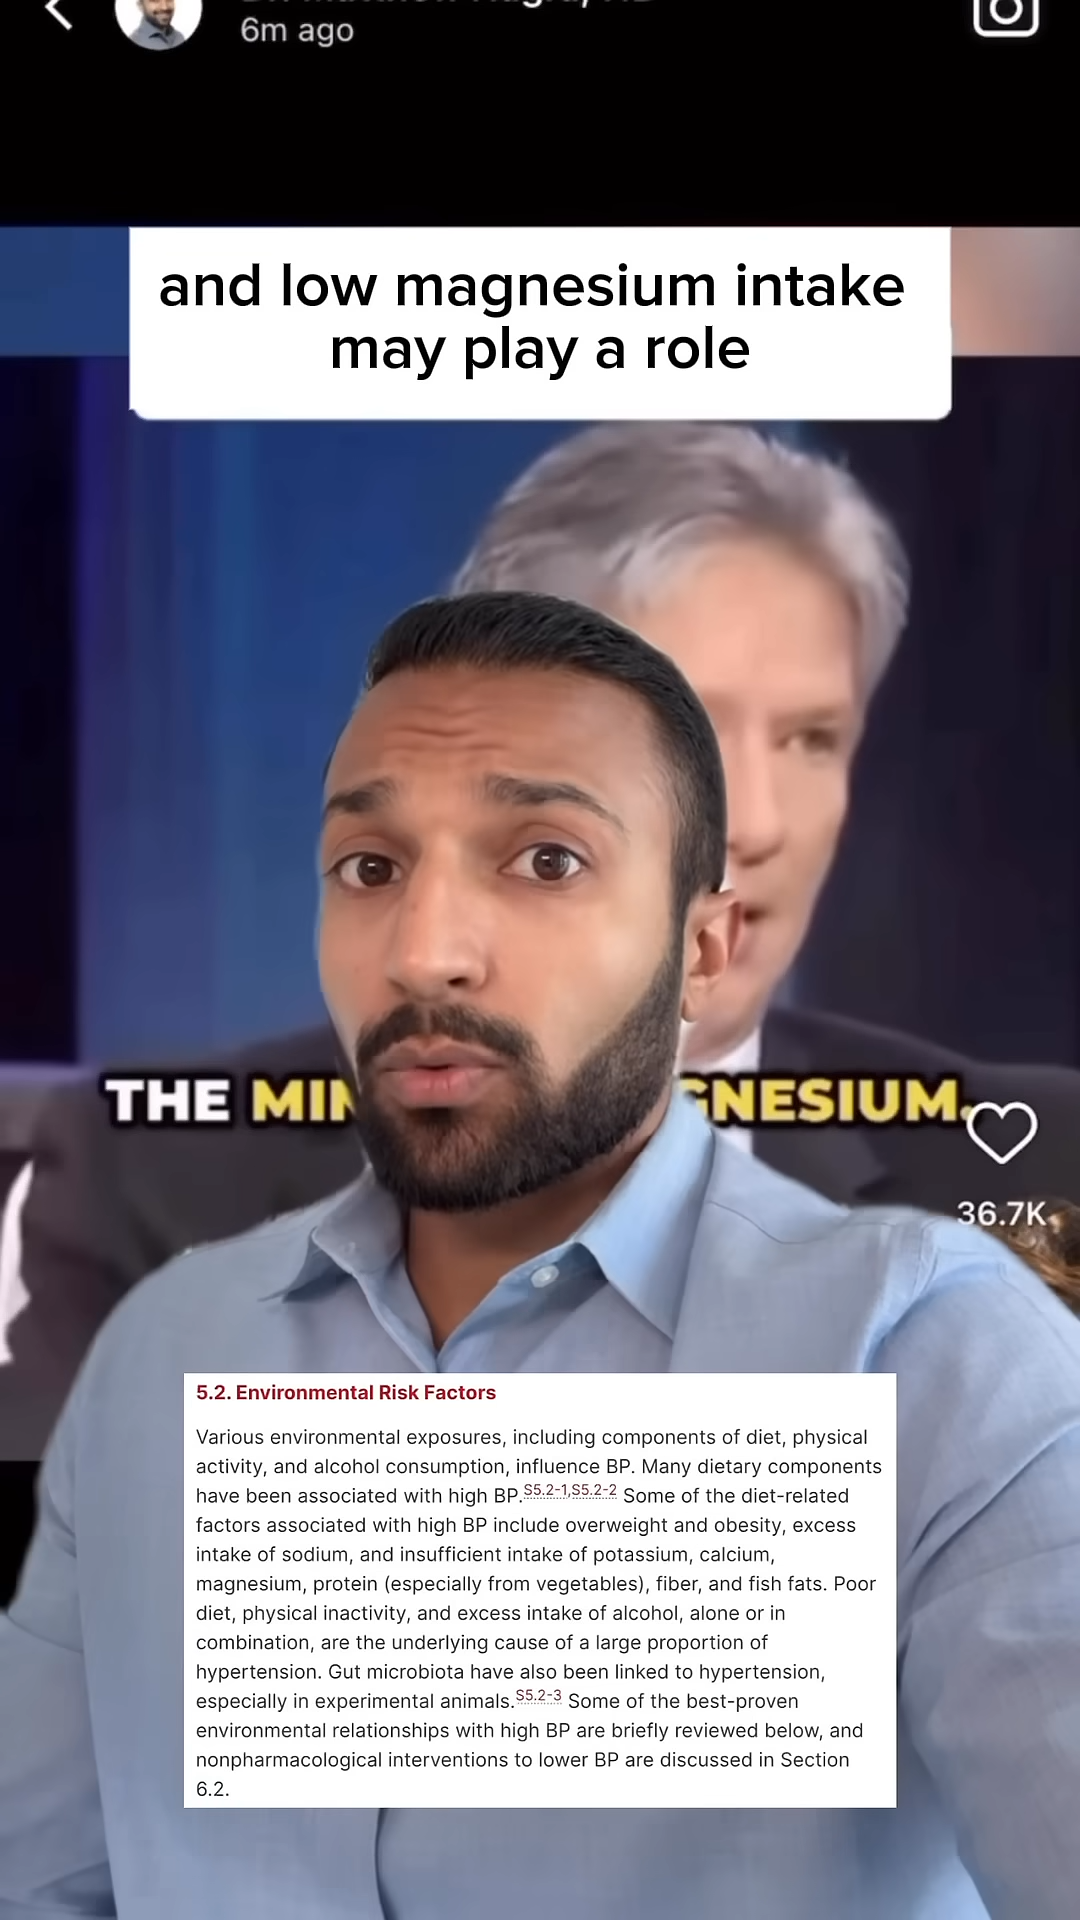 6m ago
and low magnesium intake
may play a role
THE
36.7K
5.2. Environmental Risk Factors
Various environmental exposures, including components of diet, physical
activity, and alcohol consumption, influence BP. Many dietary components
have been associated with high BP.S5.2-1,S5.2-2 Some of the diet-related
factors associated with high BP include overweight and obesity, excess
intake of sodium, and insufficient intake of potassium, calcium,
magnesium, protein (especially from vegetables), fiber, and fish fats. Poor
diet, physical inactivity, and excess intake of alcohol, alone or in
combination, are the underlying cause of a large proportion of
hypertension. Gut microbiota have also been linked to hypertension,
especially in experimental animals.S5.2-3 Some of the best-proven
environmental relationships with high BP are briefly reviewed below, and
nonpharmacological interventions to lower BP are discussed in Section
6.2.